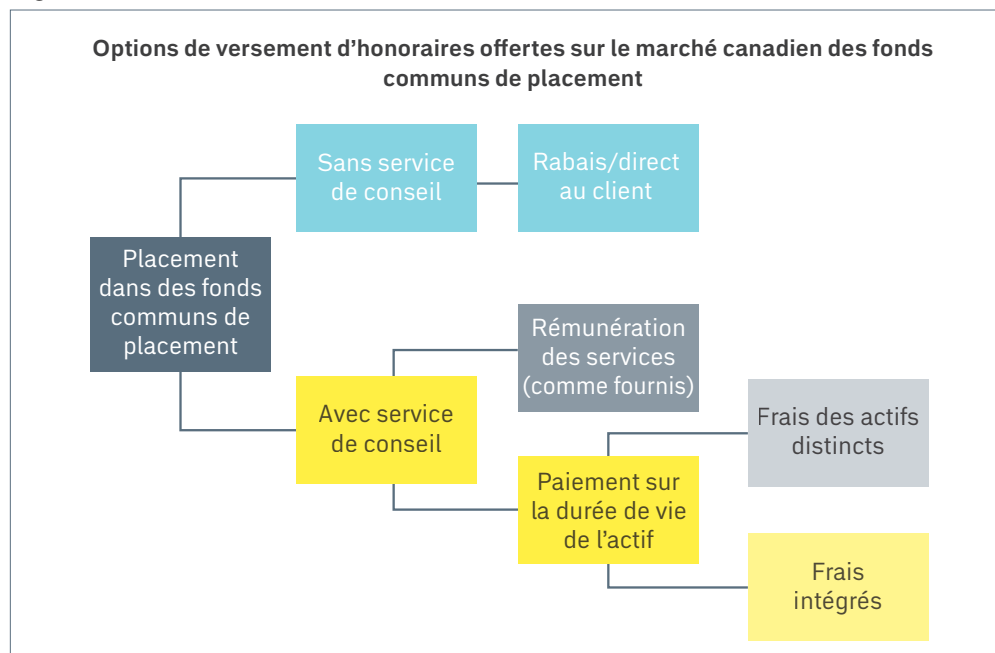 Options de versement d'honoraires offertes sur le marché canadien des fonds
communs de placement
Sans service
de conseil
Rabais/direct
au client
Placement
dans des fonds
communs de
placement
Rémunération
des services
(comme fournis)
Avec service
de conseil
Frais des actifs
distincts
Paiement sur
la durée de vie
de l'actif
Frais
intégrés